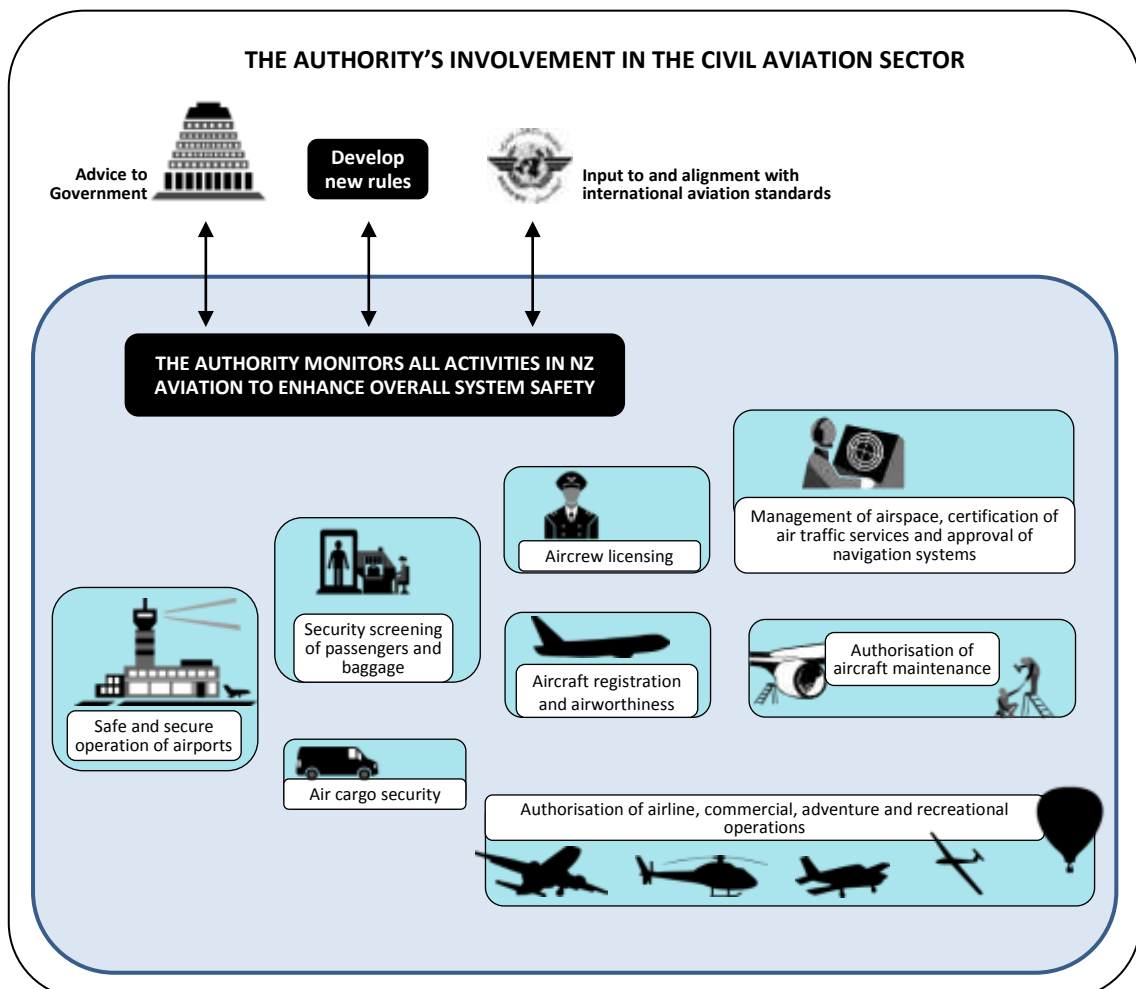 THE AUTHORITY'S INVOLVEMENT IN THE CIVIL AVIATION SECTOR
Advice to
Government
Develop
new rules
Input to and alignment with
international aviation standards
THE AUTHORITY MONITORS ALL ACTIVITIES IN NZ
AVIATION TO ENHANCE OVERALL SYSTEM SAFETY
Management of airspace, certification of
air traffic services and approval of
navigation systems
Aircrew licensing
Security screening
of passengers and
baggage
Aircraft registration
and airworthiness
Authorisation of
aircraft maintenance
Safe and secure
operation of airports
Air cargo security
Authorisation of airline, commercial, adventure and recreational
operations